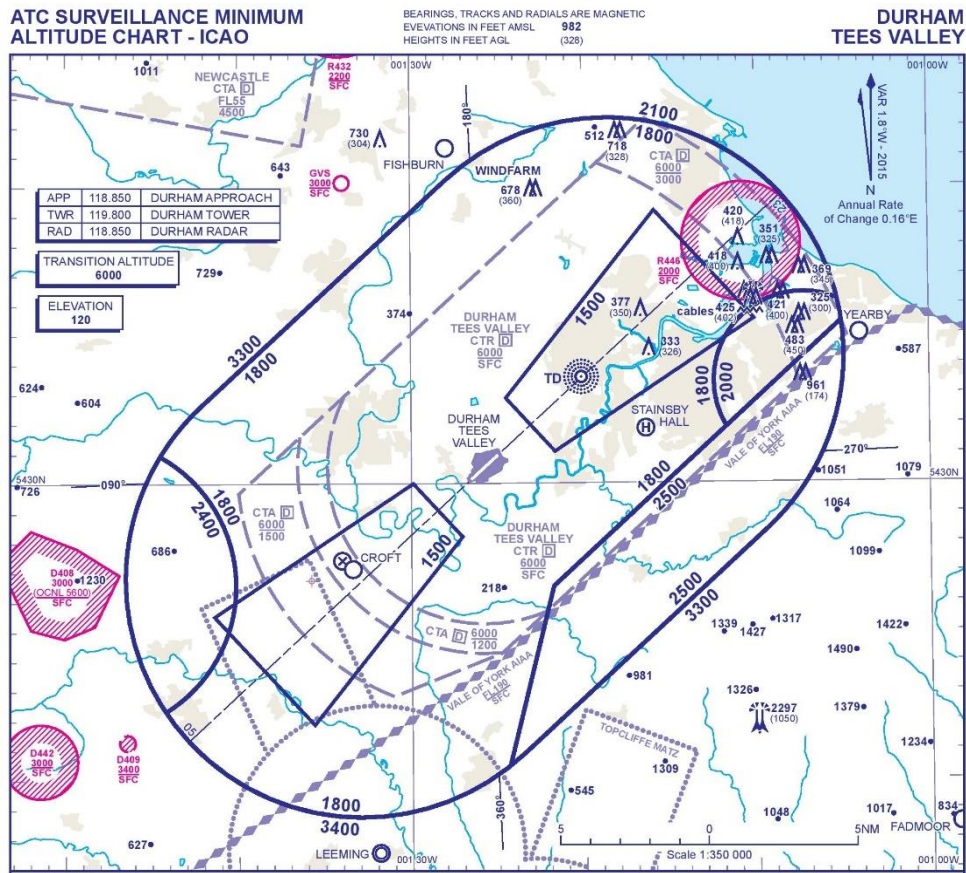 ATC SURVEILLANCE MINIMUM
ALTITUDE CHART - ICAO
BEARINGS, TRACKS AND RADIALS ARE MAGNETIC
EVEVATIONS IN FEET AMSL 982
HEIGHTS IN FEET AGL (328)
DURHAM
TEES VALLEY
1011
NEWCASTLE
CTA D
FL55
4500
R432
2200
SFC
001 30W
001 00W
180°
VAR 1.8°W - 2015
N
Annual Rate
of Change 0.16°E
730
(304)
FISHBURN
643
GVS
3000
SFC
WINDFARM
678
(360)
512
718
(328)
2100
1800
CTA D
6000
3000
APP 118.850 DURHAM APPROACH
TWR 119.800 DURHAM TOWER
RAD 118.850 DURHAM RADAR
TRANSITION ALTITUDE
6000
ELEVATION
120
729
374
3300
1800
624
604
420
(418)
351
(325)
23
R446
2000
SFC
418
(400)
369
(345)
377
(350)
1500
cables
425
(402)
421
(400)
325
(300)
483
(450)
YEARBY
587
333
(326)
DURHAM
TEES VALLEY
CTR D
6000
SFC
TD
961
(174)
1800
2000
STAINSBY
HALL
H
DURHAM
TEES
VALLEY
VALE OF YORK AIAA
FL190
SFC
270°
1051
1079
5430N
726
090°
5430N
1800
2500
1064
1800
2400
CTA D
6000
1500
1500
DURHAM
TEES VALLEY
CTR D
6000
SFC
686
CROFT
1099
D408
3000
(OCNL 5600)
SFC
1230
218
2500
3300
1339
1427
1317
1422
CTA D 6000
1200
1490
VALE OF YORK AIAA
FL190
SFC
981
1326
2297
(1050)
1379
05
D442
3000
SFC
D409
3400
SFC
TOPCLIFFE MATZ
1309
1234
545
360°
1048
1017
834
FADMOOR
1800
3400
627
LEEMING
001 30W
5 0 5NM
Scale 1:350 000
001 00W